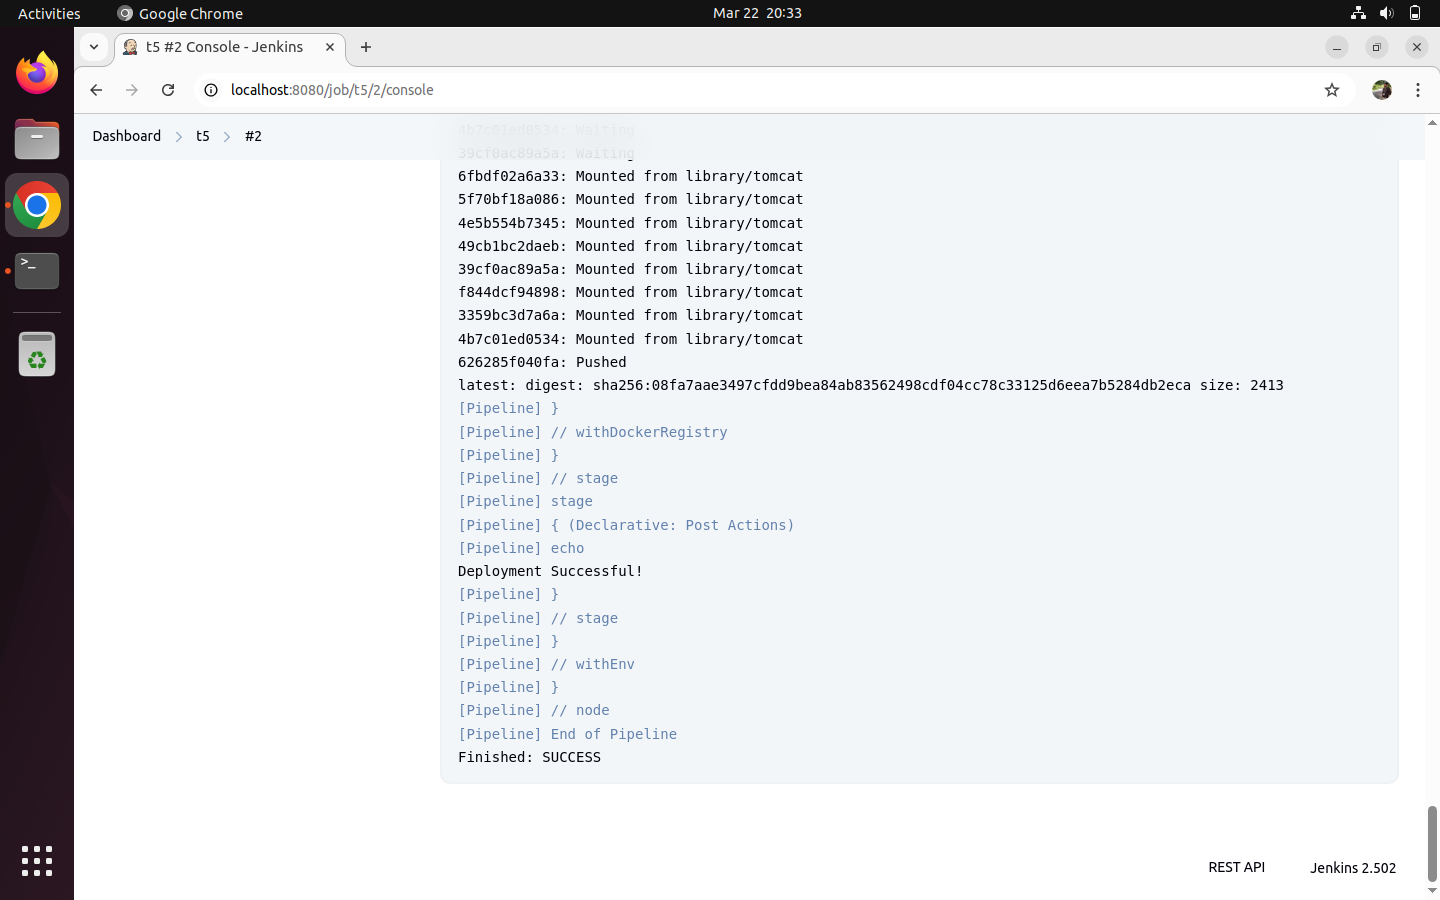 Activities
Google Chrome
Mar 22 20:33
t5 #2 Console - Jenkins
localhost:8080/job/t5/2/console
Dashboard
t5
#2
4b7c01ed0534: Waiting
39cf0ac89a5a: Waiting
6fbdf02a6a33: Mounted from library/tomcat
5f70bf18a086: Mounted from library/tomcat
4e5b554b7345: Mounted from library/tomcat
49cb1bc2daeb: Mounted from library/tomcat
39cf0ac89a5a: Mounted from library/tomcat
f844dcf94898: Mounted from library/tomcat
3359bc3d7a6a: Mounted from library/tomcat
4b7c01ed0534: Mounted from library/tomcat
626285f040fa: Pushed
latest: digest: sha256:08fa7aae3497cfdd9bea84ab83562498cdf04cc78c33125d6eea7b5284db2eca size: 2413
[Pipeline] }
[Pipeline] // withDockerRegistry
[Pipeline] }
[Pipeline] // stage
[Pipeline] stage
[Pipeline] { (Declarative: Post Actions)
[Pipeline] echo
Deployment Successful!
[Pipeline] }
[Pipeline] // stage
[Pipeline] }
[Pipeline] // withEnv
[Pipeline] }
[Pipeline] // node
[Pipeline] End of Pipeline
Finished: SUCCESS
REST API
Jenkins 2.502